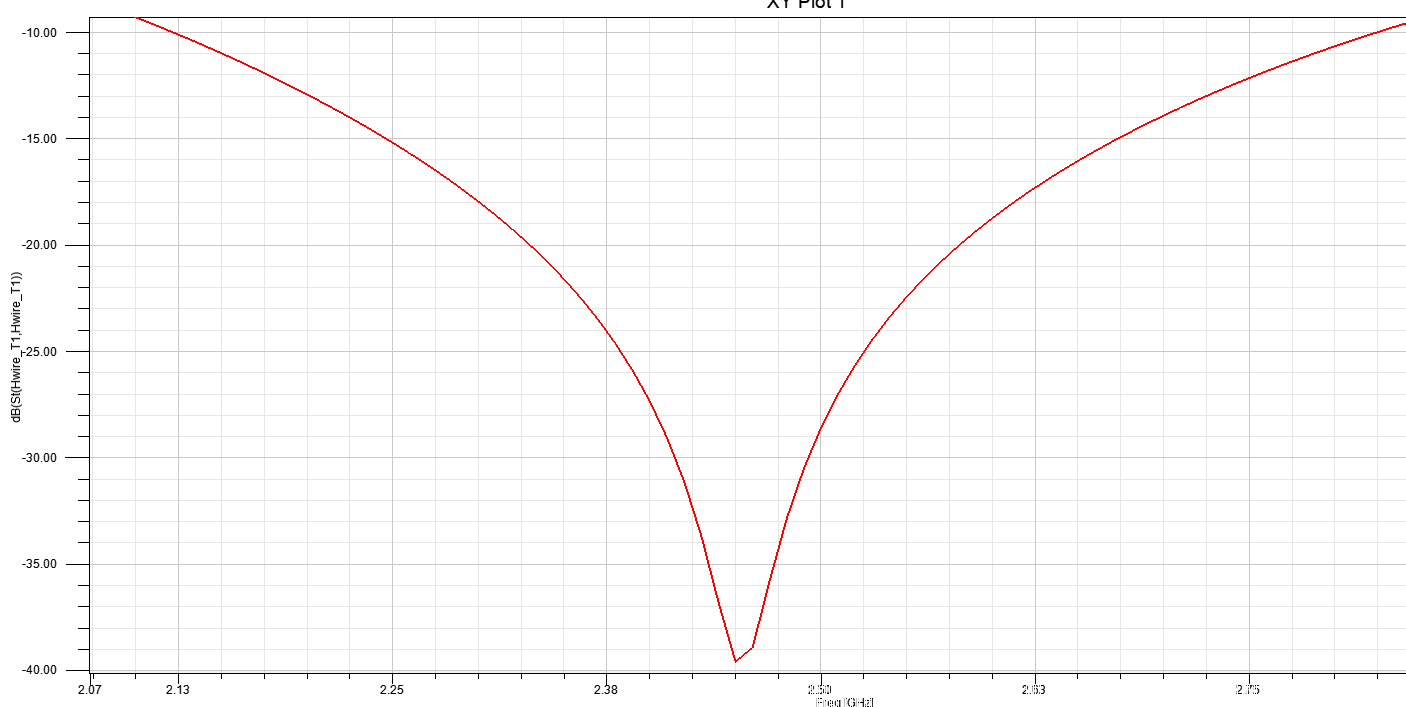 XY Plot 1
-10.00
-15.00
-20.00
-25.00
-30.00
-35.00
-40.00
dB(St(Hwire_T1,Hwire_T1))
2.07 2.13 2.25 2.38 2.50 2.63 2.75
Freq [GHz]